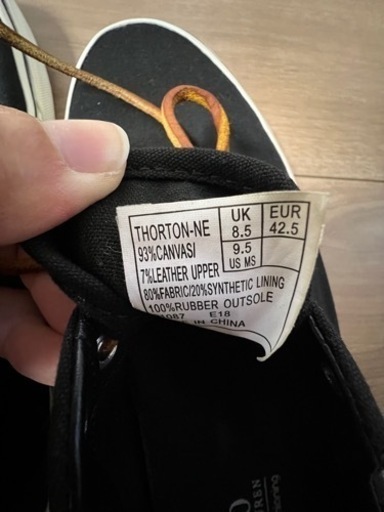 THORTON-NE
93%CANVAS/
7%LEATHER UPPER
80%FABRIC/20%SYNTHETIC LINING
100%RUBBER OUTSOLE
E18
IN CHINA
UK
8.5
EUR
42.5
9.5
US MS